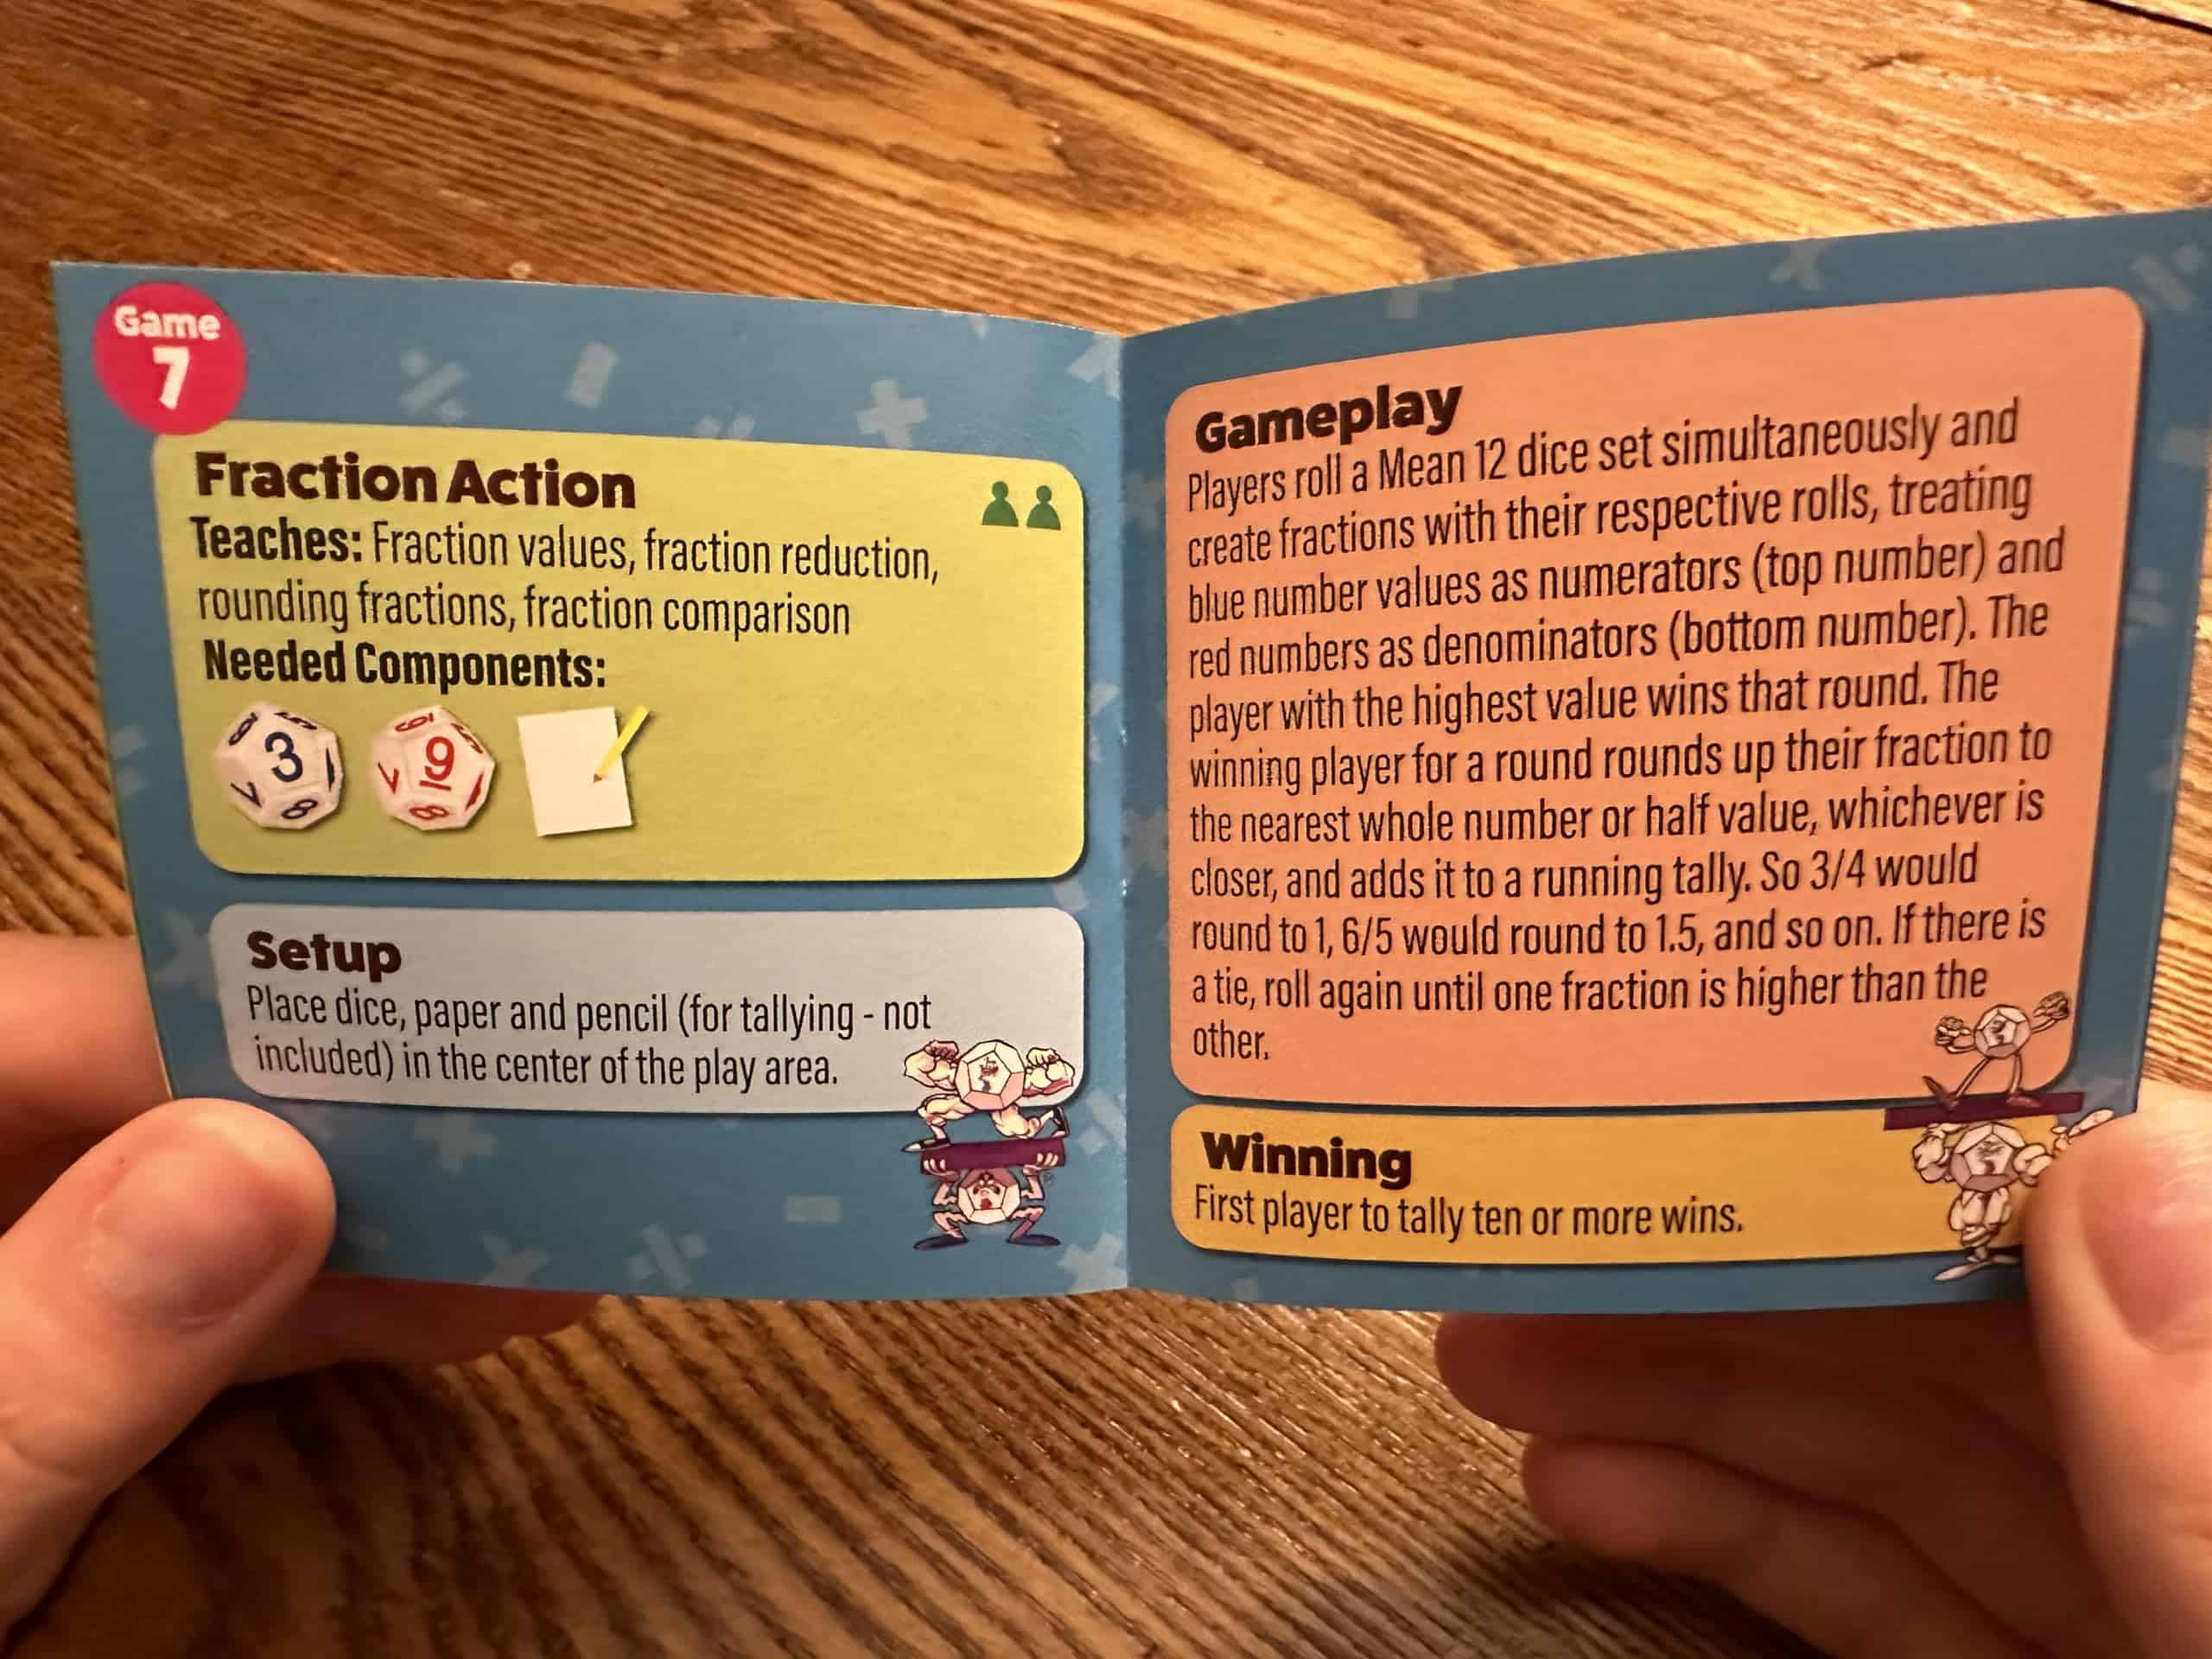 Game
7
Fraction Action
Teaches: Fraction values, fraction reduction,
rounding fractions, fraction comparison
Needed Components:
3
9
Setup
Place dice, paper and pencil (for tallying - not
included) in the center of the play area.
Gameplay
Players roll a Mean 12 dice set simultaneously and
create fractions with their respective rolls, treating
blue number values as numerators (top number) and
red numbers as denominators (bottom number). The
player with the highest value wins that round. The
winning player for a round rounds up their fraction to
the nearest whole number or half value, whichever is
closer, and adds it to a running tally. So 3/4 would
round to 1, 6/5 would round to 1.5, and so on. If there is
a tie, roll again until one fraction is higher than the
other.
Winning
First player to tally ten or more wins.